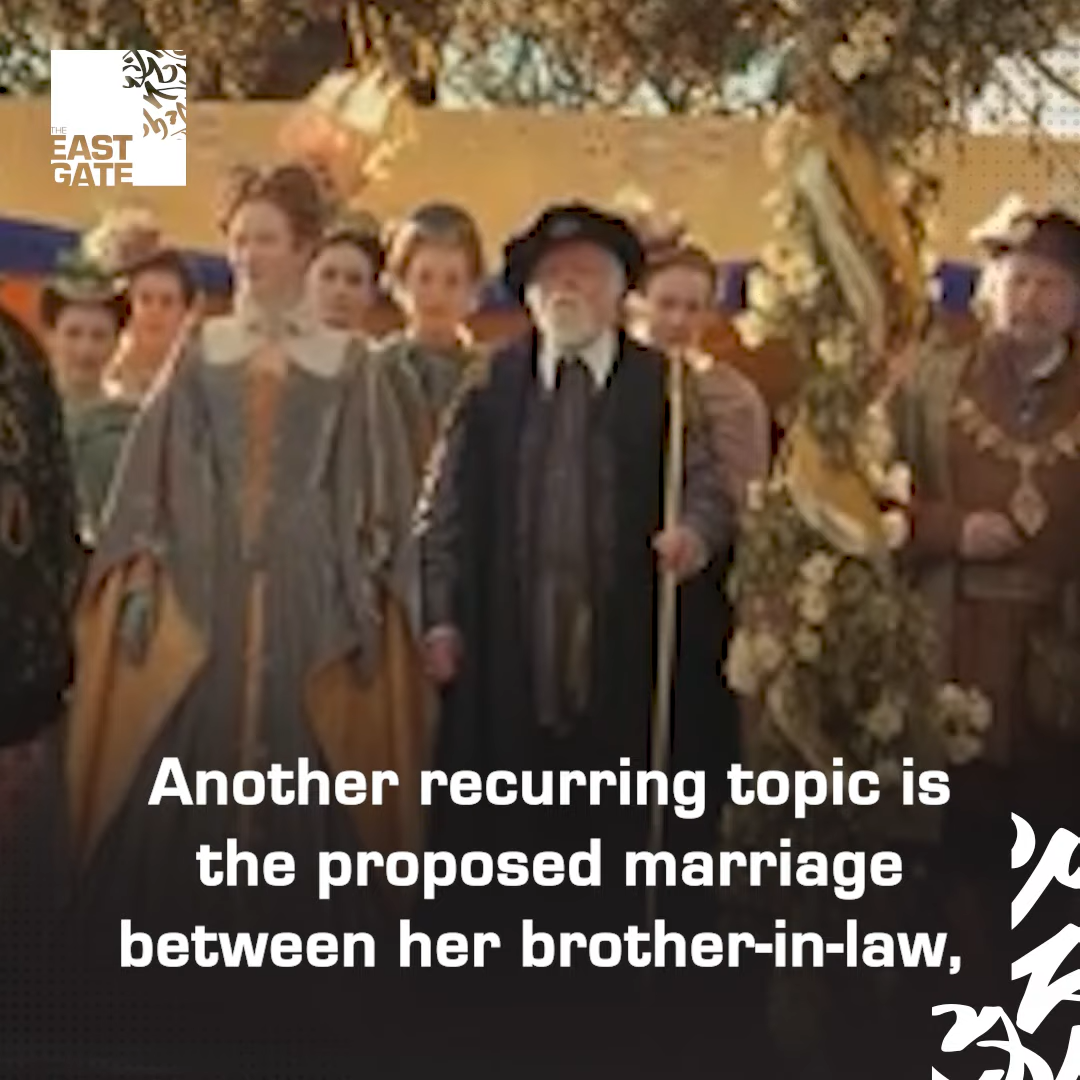 THE
EAST
GATE
Another recurring topic is
the proposed marriage
between her brother-in-law,